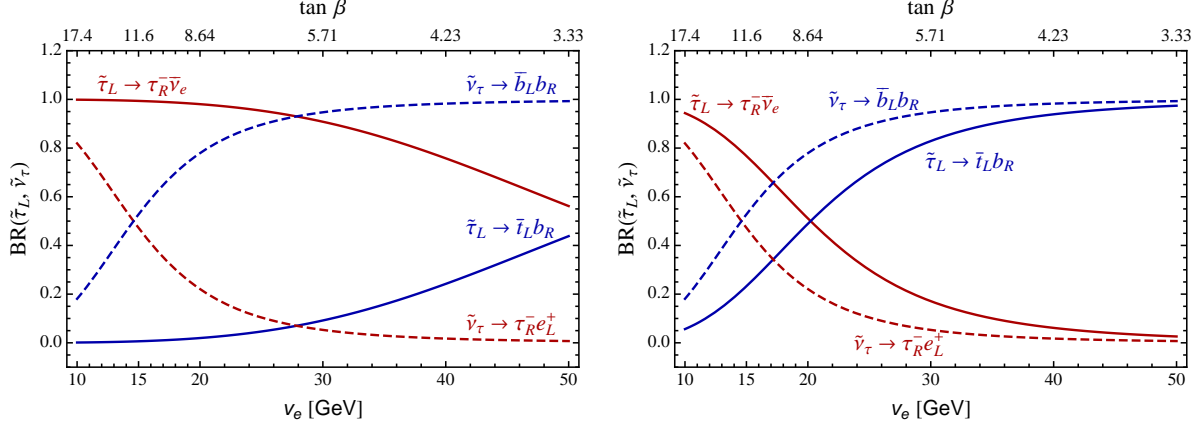 tan β
17.4 11.6 8.64 5.71 4.23 3.33
1.2
1.0
0.8
0.6
0.4
0.2
0.0
BR(τ̃_L, ν̃_τ)
τ̃_L → τ_R^- ν̄_e
ν̃_τ → b̄_L b_R
τ̃_L → t̄_L b_R
ν̃_τ → τ_R^- e_L^+
10 15 20 30 40 50
v_e [GeV]
tan β
17.4 11.6 8.64 5.71 4.23 3.33
1.2
1.0
0.8
0.6
0.4
0.2
0.0
BR(τ̃_L, ν̃_τ)
τ̃_L → τ_R^- ν̄_e
ν̃_τ → b̄_L b_R
τ̃_L → t̄_L b_R
ν̃_τ → τ_R^- e_L^+
10 15 20 30 40 50
v_e [GeV]